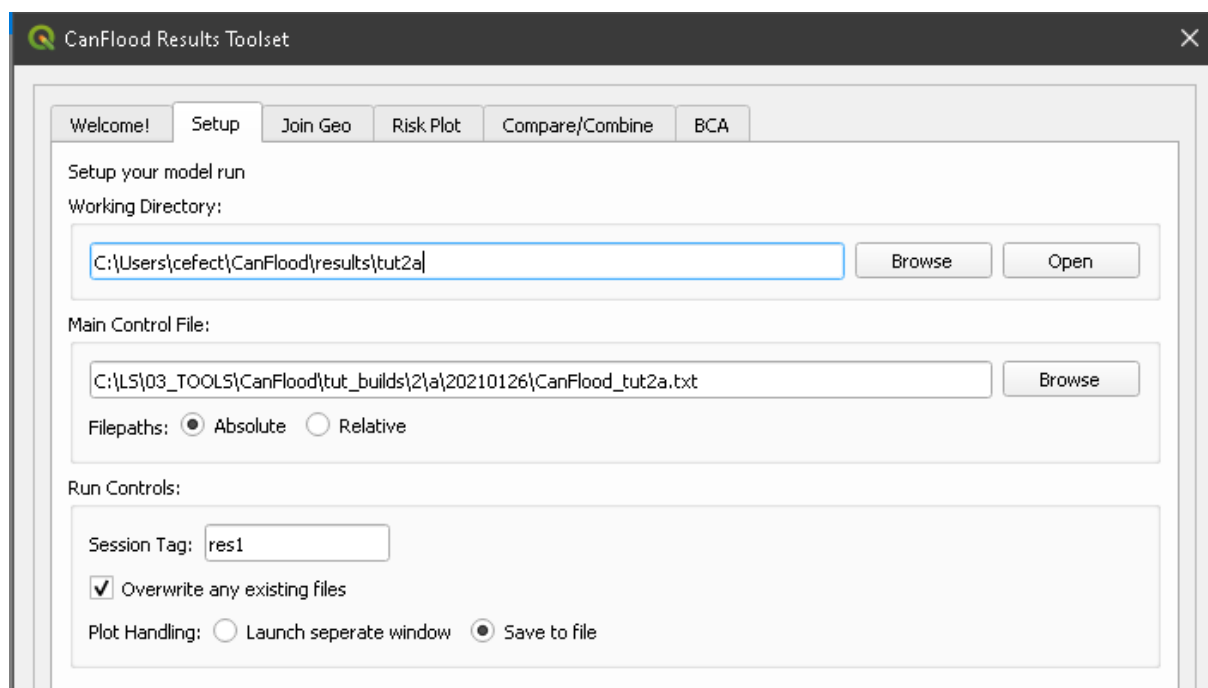 CanFlood Results Toolset
Welcome! Setup Join Geo Risk Plot Compare/Combine BCA
Setup your model run
Working Directory:
C:\Users\cefect\CanFlood\results\tut2a Browse Open
Main Control File:
C:\LS\03_TOOLS\CanFlood\tut_builds\2\a\20210126\CanFlood_tut2a.txt Browse
Filepaths: Absolute Relative
Run Controls:
Session Tag: res1
Overwrite any existing files
Plot Handling: Launch seperate window Save to file